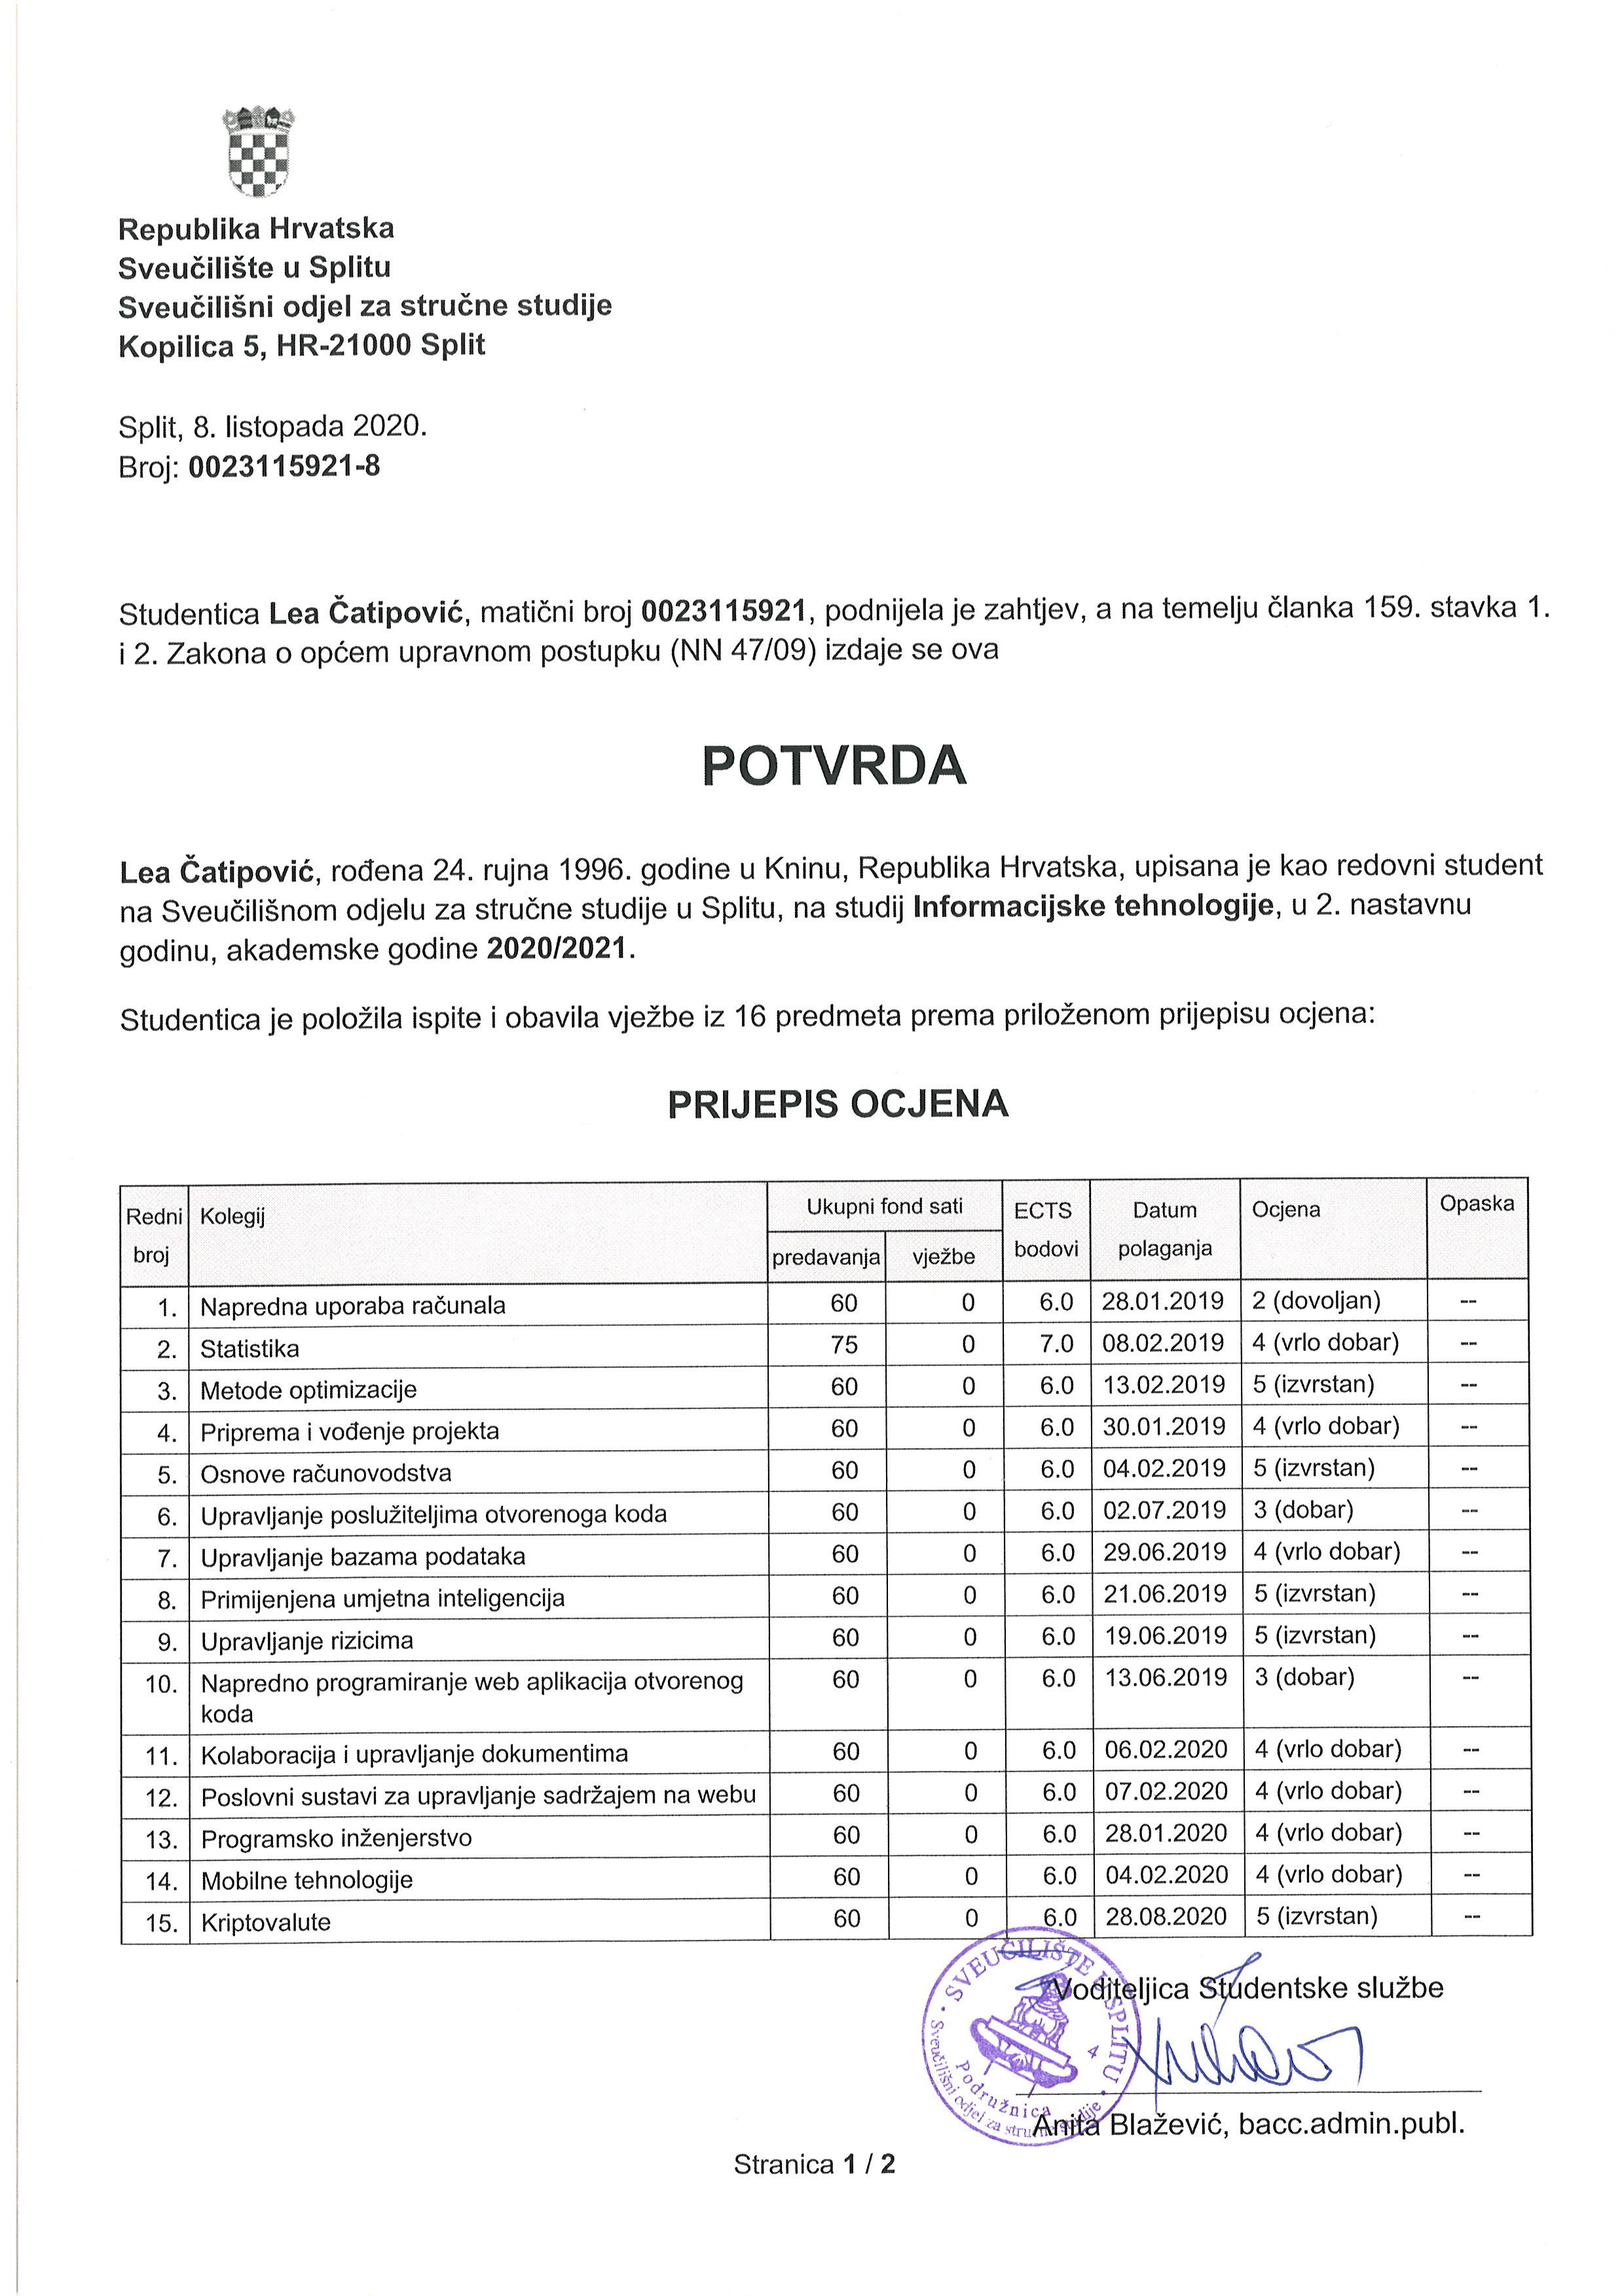 Republika Hrvatska
Sveučilište u Splitu
Sveučilišni odjel za stručne studije
Kopilica 5, HR-21000 Split
Split, 8. listopada 2020.
Broj: 0023115921-8
Studentica Lea Čatipović, matični broj 0023115921, podnijela je zahtjev, a na temelju članka 159. stavka 1.
i 2. Zakona o općem upravnom postupku (NN 47/09) izdaje se ova
POTVRDA
Lea Čatipović, rođena 24. rujna 1996. godine u Kninu, Republika Hrvatska, upisana je kao redovni student
na Sveučilišnom odjelu za stručne studije u Splitu, na studij Informacijske tehnologije, u 2. nastavnu
godinu, akademske godine 2020/2021.
Studentica je položila ispite i obavila vježbe iz 16 predmeta prema priloženom prijepisu ocjena:
PRIJEPIS OCJENA
Redni broj Kolegij Ukupni fond sati predavanja vježbe ECTS bodovi Datum polaganja Ocjena Opaska
1. Napredna uporaba računala 60 0 6.0 28.01.2019 2 (dovoljan) --
2. Statistika 75 0 7.0 08.02.2019 4 (vrlo dobar) --
3. Metode optimizacije 60 0 6.0 13.02.2019 5 (izvrstan) --
4. Priprema i vođenje projekta 60 0 6.0 30.01.2019 4 (vrlo dobar) --
5. Osnove računovodstva 60 0 6.0 04.02.2019 5 (izvrstan) --
6. Upravljanje poslužiteljima otvorenoga koda 60 0 6.0 02.07.2019 3 (dobar) --
7. Upravljanje bazama podataka 60 0 6.0 29.06.2019 4 (vrlo dobar) --
8. Primijenjena umjetna inteligencija 60 0 6.0 21.06.2019 5 (izvrstan) --
9. Upravljanje rizicima 60 0 6.0 19.06.2019 5 (izvrstan) --
10. Napredno programiranje web aplikacija otvorenog 60 0 6.0 13.06.2019 3 (dobar) --
koda
11. Kolaboracija i upravljanje dokumentima 60 0 6.0 06.02.2020 4 (vrlo dobar) --
12. Poslovni sustavi za upravljanje sadržajem na webu 60 0 6.0 07.02.2020 4 (vrlo dobar) --
13. Programsko inženjerstvo 60 0 6.0 28.01.2020 4 (vrlo dobar) --
14. Mobilne tehnologije 60 0 6.0 04.02.2020 4 (vrlo dobar) --
15. Kriptovalute 60 0 6.0 28.08.2020 5 (izvrstan) --
SVEUČILIŠTE U SPLITU
Sveučilišni odjel za stručne studije
Podružnica
4
Voditeljica Studentske službe
Anita Blažević, bacc.admin.publ.
Stranica 1 / 2